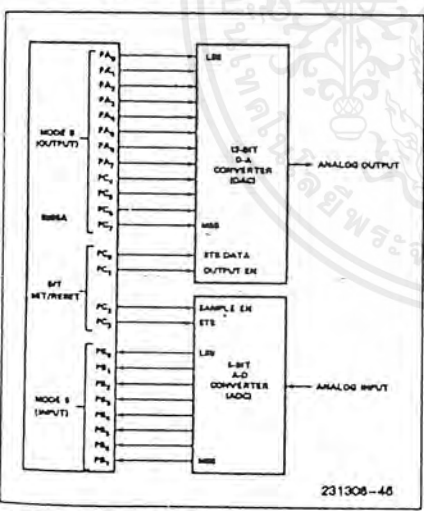 PA0
LSB
PA1
PA2
PA3
PA4
PA5
PA6
PA7
MODE 0
(OUTPUT)
12-BIT
D-A
CONVERTER
(DAC)
ANALOG OUTPUT
PC4
PC5
PC6
PC7
MSB
PC0
STB DATA
PC1
OUTPUT EN
BIT
SET/RESET
PC2
SAMPLE EN
PC3
STB
PB0
LSB
PB1
PB2
PB3
PB4
PB5
PB6
PB7
MSB
MODE 0
(INPUT)
8-BIT
A-D
CONVERTER
(ADC)
ANALOG INPUT
231308-46